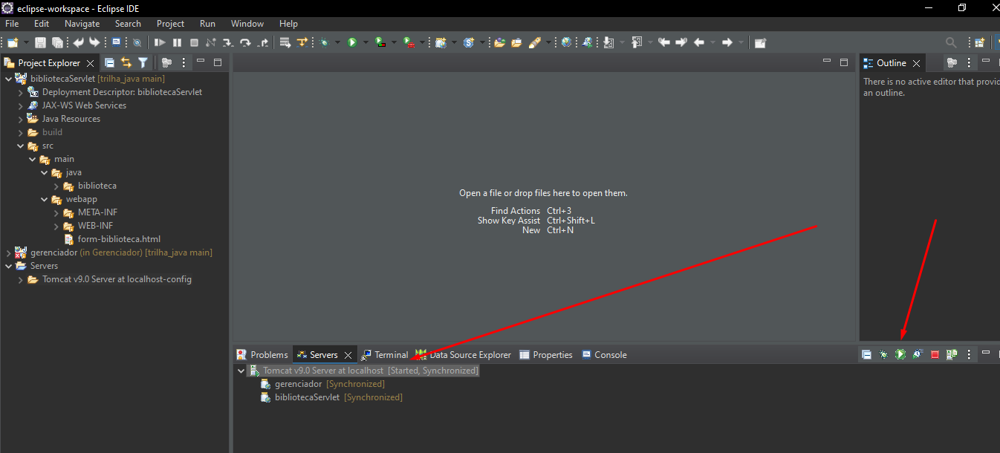 eclipse-workspace - Eclipse IDE
File Edit Navigate Search Project Run Window Help
Project Explorer
bibliotecaServlet [trilha_java main]
Deployment Descriptor: bibliotecaServlet
JAX-WS Web Services
Java Resources
build
src
main
java
biblioteca
webapp
META-INF
WEB-INF
form-biblioteca.html
gerenciador (in Gerenciador) [trilha_java main]
Servers
Tomcat v9.0 Server at localhost-config
Open a file or drop files here to open them.
Find Actions Ctrl+3
Show Key Assist Ctrl+Shift+L
New Ctrl+N
Outline
There is no active editor that provic
an outline.
Problems Servers Terminal Data Source Explorer Properties Console
Tomcat v9.0 Server at localhost [Started, Synchronized]
gerenciador [Synchronized]
bibliotecaServlet [Synchronized]